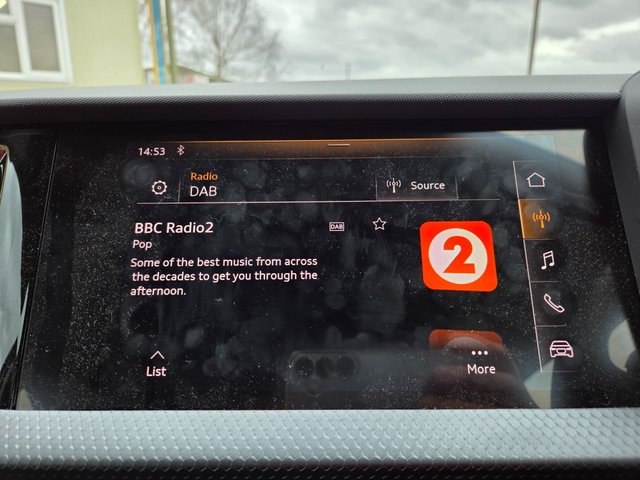 14:53
Radio
DAB
Source
BBC Radio2
DAB
Pop
Some of the best music from across
the decades to get you through the
afternoon.
2
List
More